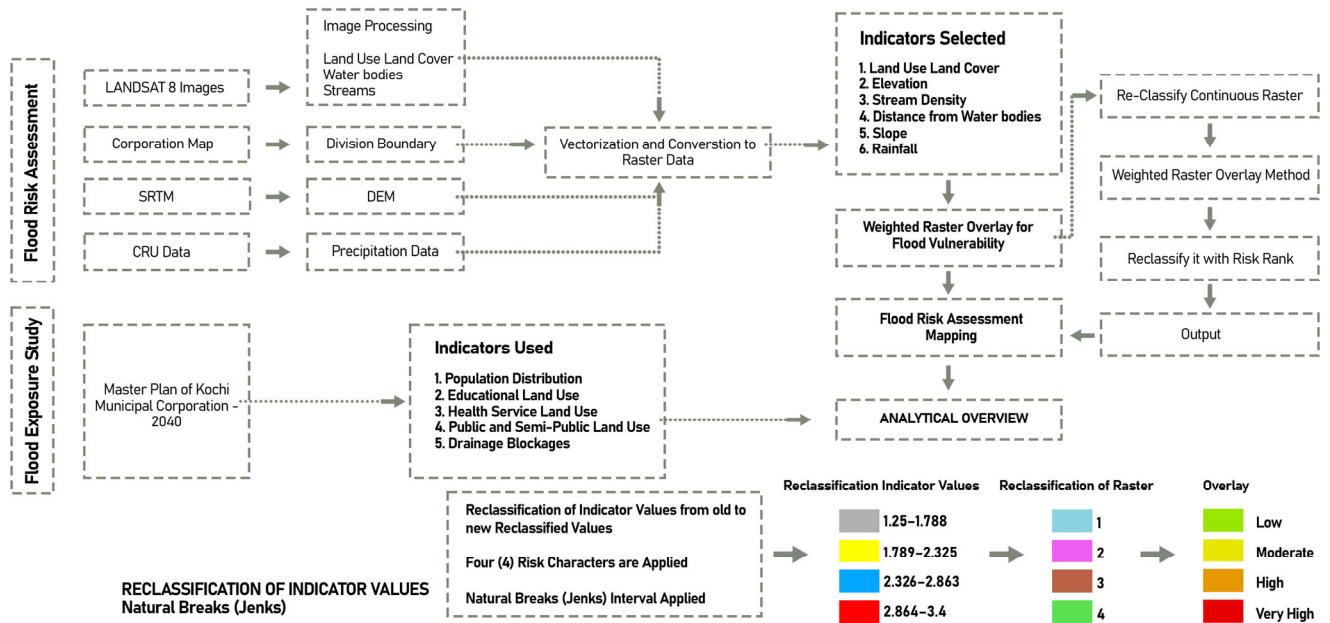 Flood Risk Assessment
LANDSAT 8 Images
Corporation Map
SRTM
CRU Data
Image Processing
Land Use Land Cover
Water bodies
Streams
Division Boundary
DEM
Precipitation Data
Vectorization and Converstion to
Raster Data
Indicators Selected
1. Land Use Land Cover
2. Elevation
3. Stream Density
4. Distance from Water bodies
5. Slope
6. Rainfall
Weighted Raster Overlay for
Flood Vulnerability
Flood Risk Assessment
Mapping
Re-Classify Continuous Raster
Weighted Raster Overlay Method
Reclassify it with Risk Rank
Output
Flood Exposure Study
Master Plan of Kochi
Municipal Corporation -
2040
Indicators Used
1. Population Distribution
2. Educational Land Use
3. Health Service Land Use
4. Public and Semi-Public Land Use
5. Drainage Blockages
ANALYTICAL OVERVIEW
RECLASSIFICATION OF INDICATOR VALUES
Natural Breaks (Jenks)
Reclassification of Indicator Values from old to
new Reclassified Values
Four (4) Risk Characters are Applied
Natural Breaks (Jenks) Interval Applied
Reclassification Indicator Values
1.25–1.788
1.789–2.325
2.326–2.863
2.864–3.4
Reclassification of Raster
1
2
3
4
Overlay
Low
Moderate
High
Very High